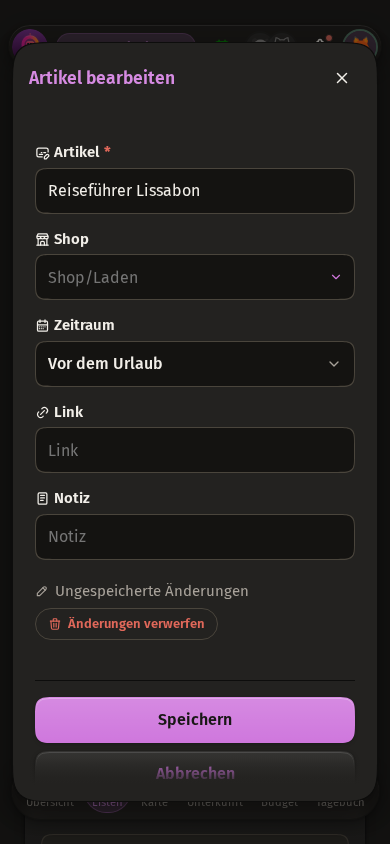 Artikel bearbeiten
Artikel *
Reiseführer Lissabon
Shop
Shop/Laden
Zeitraum
Vor dem Urlaub
Link
Link
Notiz
Notiz
Ungespeicherte Änderungen
Änderungen verwerfen
Speichern
Abbrechen
Übersicht Listen Karte Unterkunft Budget Tagebuch